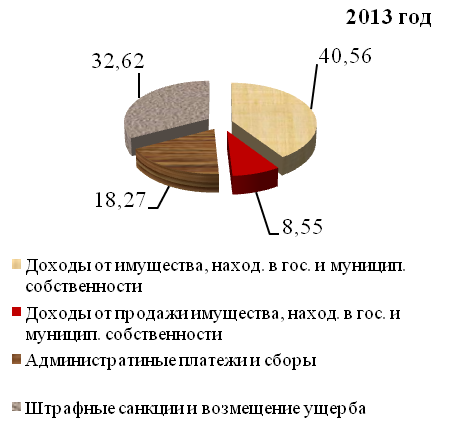 2013 год
32,62
40,56
18,27
8,55
Доходы от имущества, наход. в гос. и муницип.
собственности
Доходы от продажи имущества, наход. в гос. и
муницип. собственности
Административные платежи и сборы
Штрафные санкции и возмещение ущерба